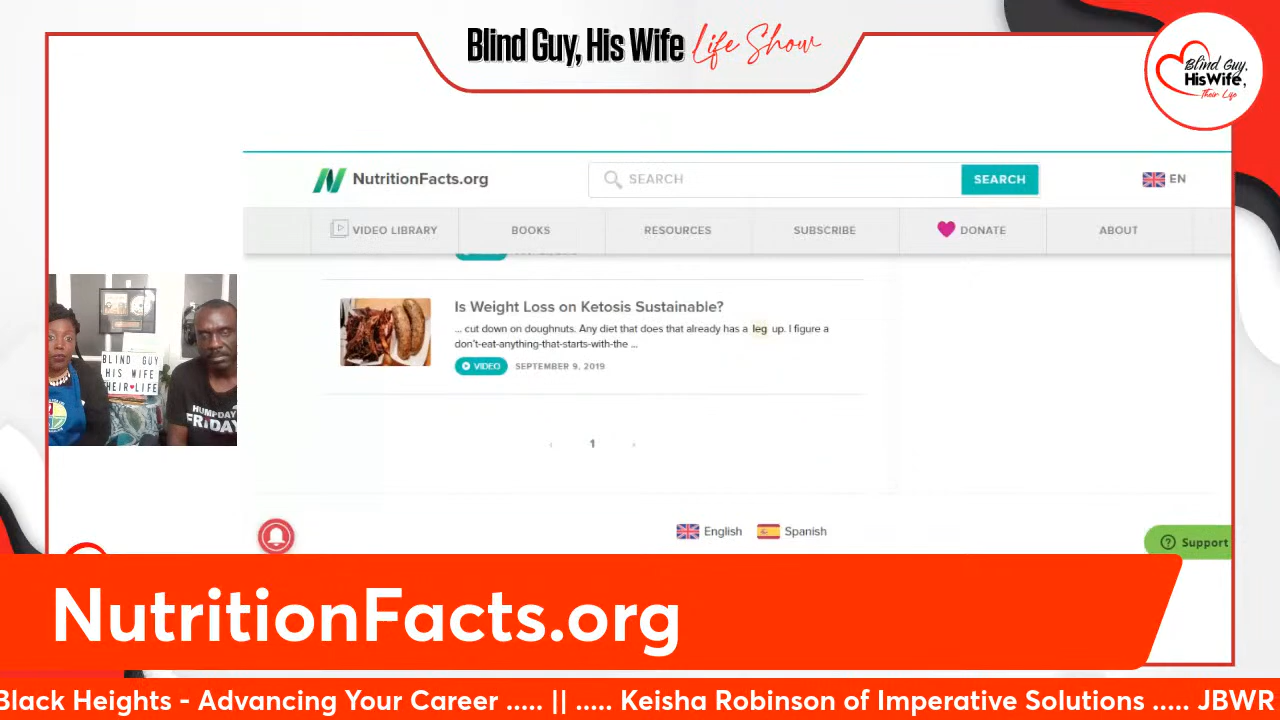 Blind Guy, His Wife Life Show
Blind Guy,
HisWife,
Their Life
NutritionFacts.org
SEARCH
SEARCH
EN
VIDEO LIBRARY
BOOKS
RESOURCES
SUBSCRIBE
DONATE
ABOUT
Is Weight Loss on Ketosis Sustainable?
... cut down on doughnuts. Any diet that does that already has a leg up. I figure a
don't-eat-anything-that-starts-with-the ...
VIDEO
SEPTEMBER 9, 2019
1
BLIND GUY
HIS WIFE
THEIR♥LIFE
HUMPDAY
FRIDAY
English
Spanish
Support
NutritionFacts.org
Black Heights - Advancing Your Career ..... || ..... Keisha Robinson of Imperative Solutions ..... JBWR